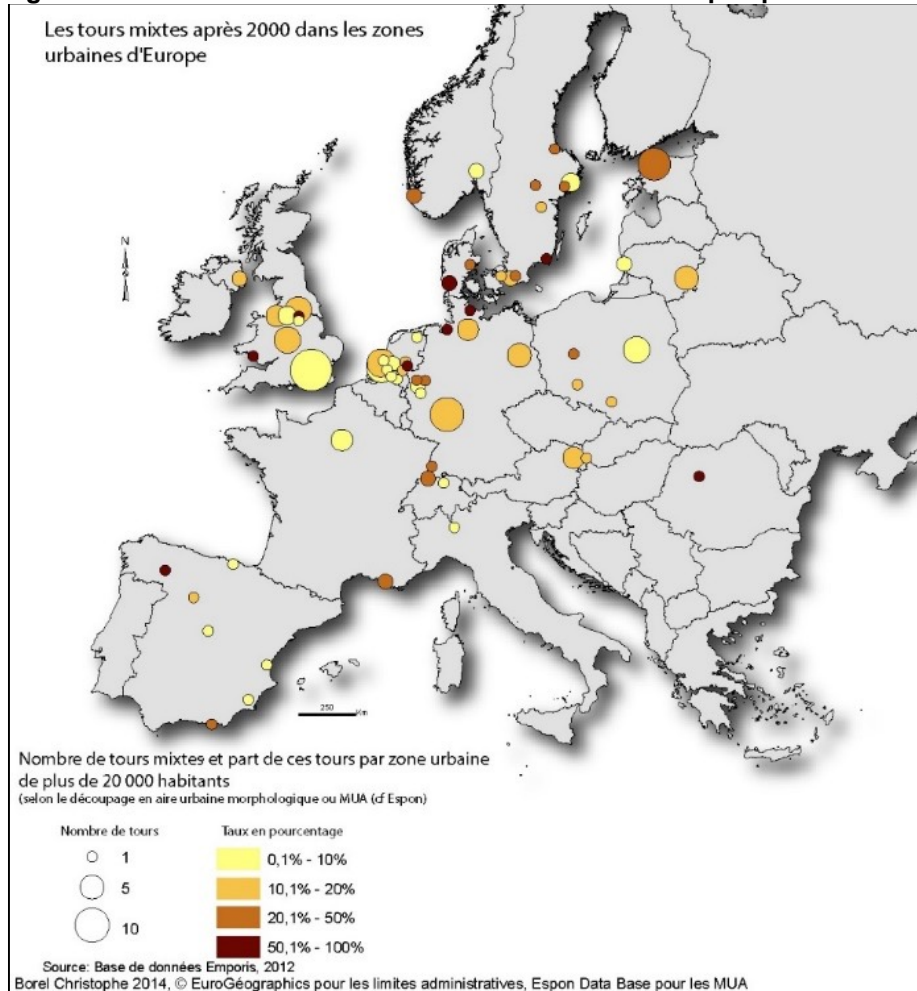 Les tours mixtes après 2000 dans les zones
urbaines d'Europe
N
250
Km
Nombre de tours mixtes et part de ces tours par zone urbaine
de plus de 20 000 habitants
(selon le découpage en aire urbaine morphologique ou MUA (cf Espon)
Nombre de tours
1
5
10
Taux en pourcentage
0,1% - 10%
10,1% - 20%
20,1% - 50%
50,1% - 100%
Source: Base de données Emporis, 2012
Borel Christophe 2014, © EuroGéographics pour les limites administratives, Espon Data Base pour les MUA